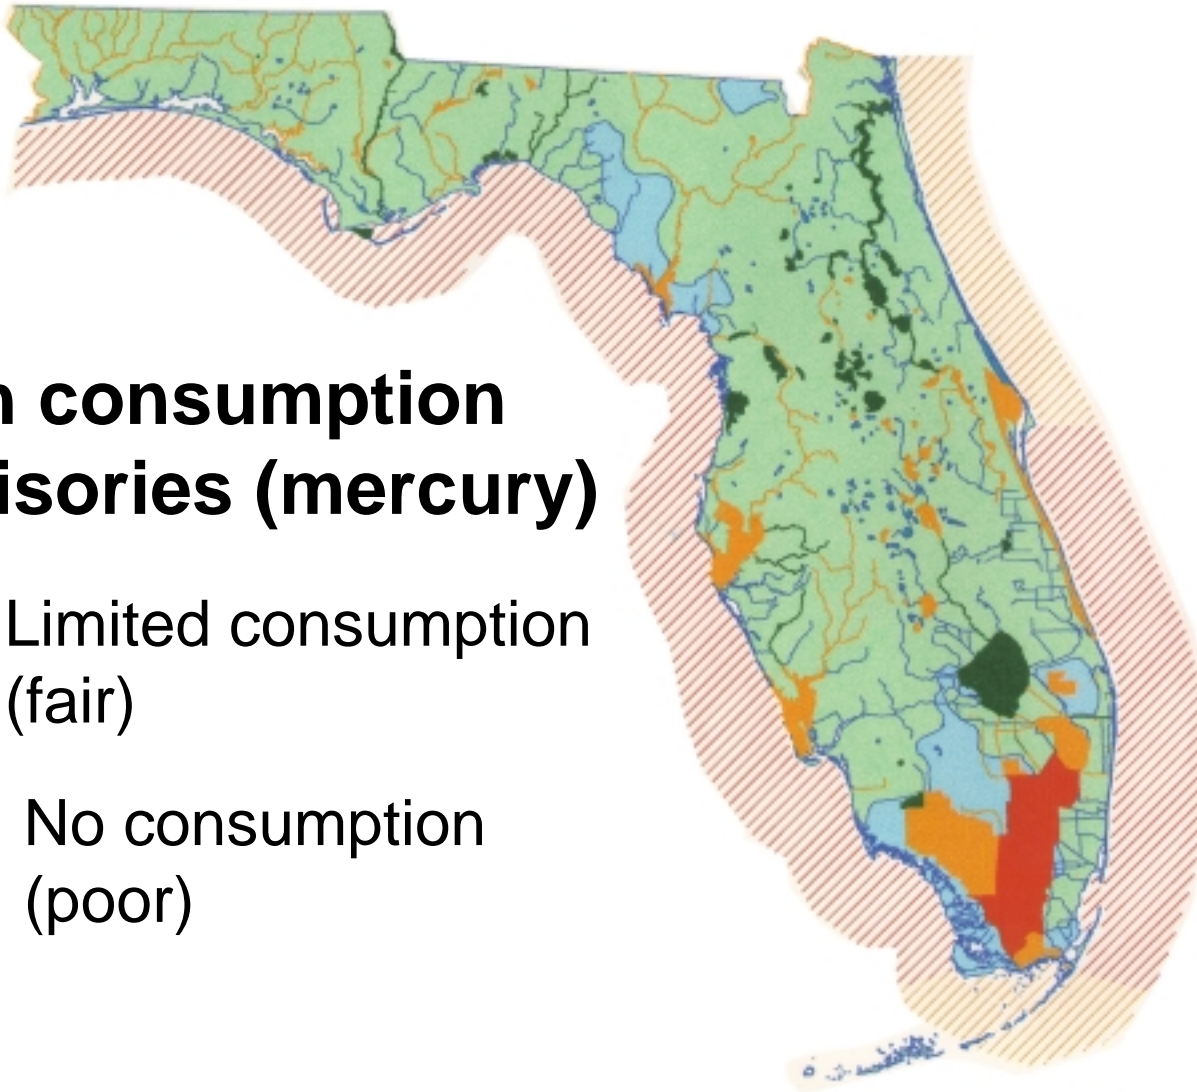 n consumption
isories (mercury)
Limited consumption
(fair)
No consumption
(poor)